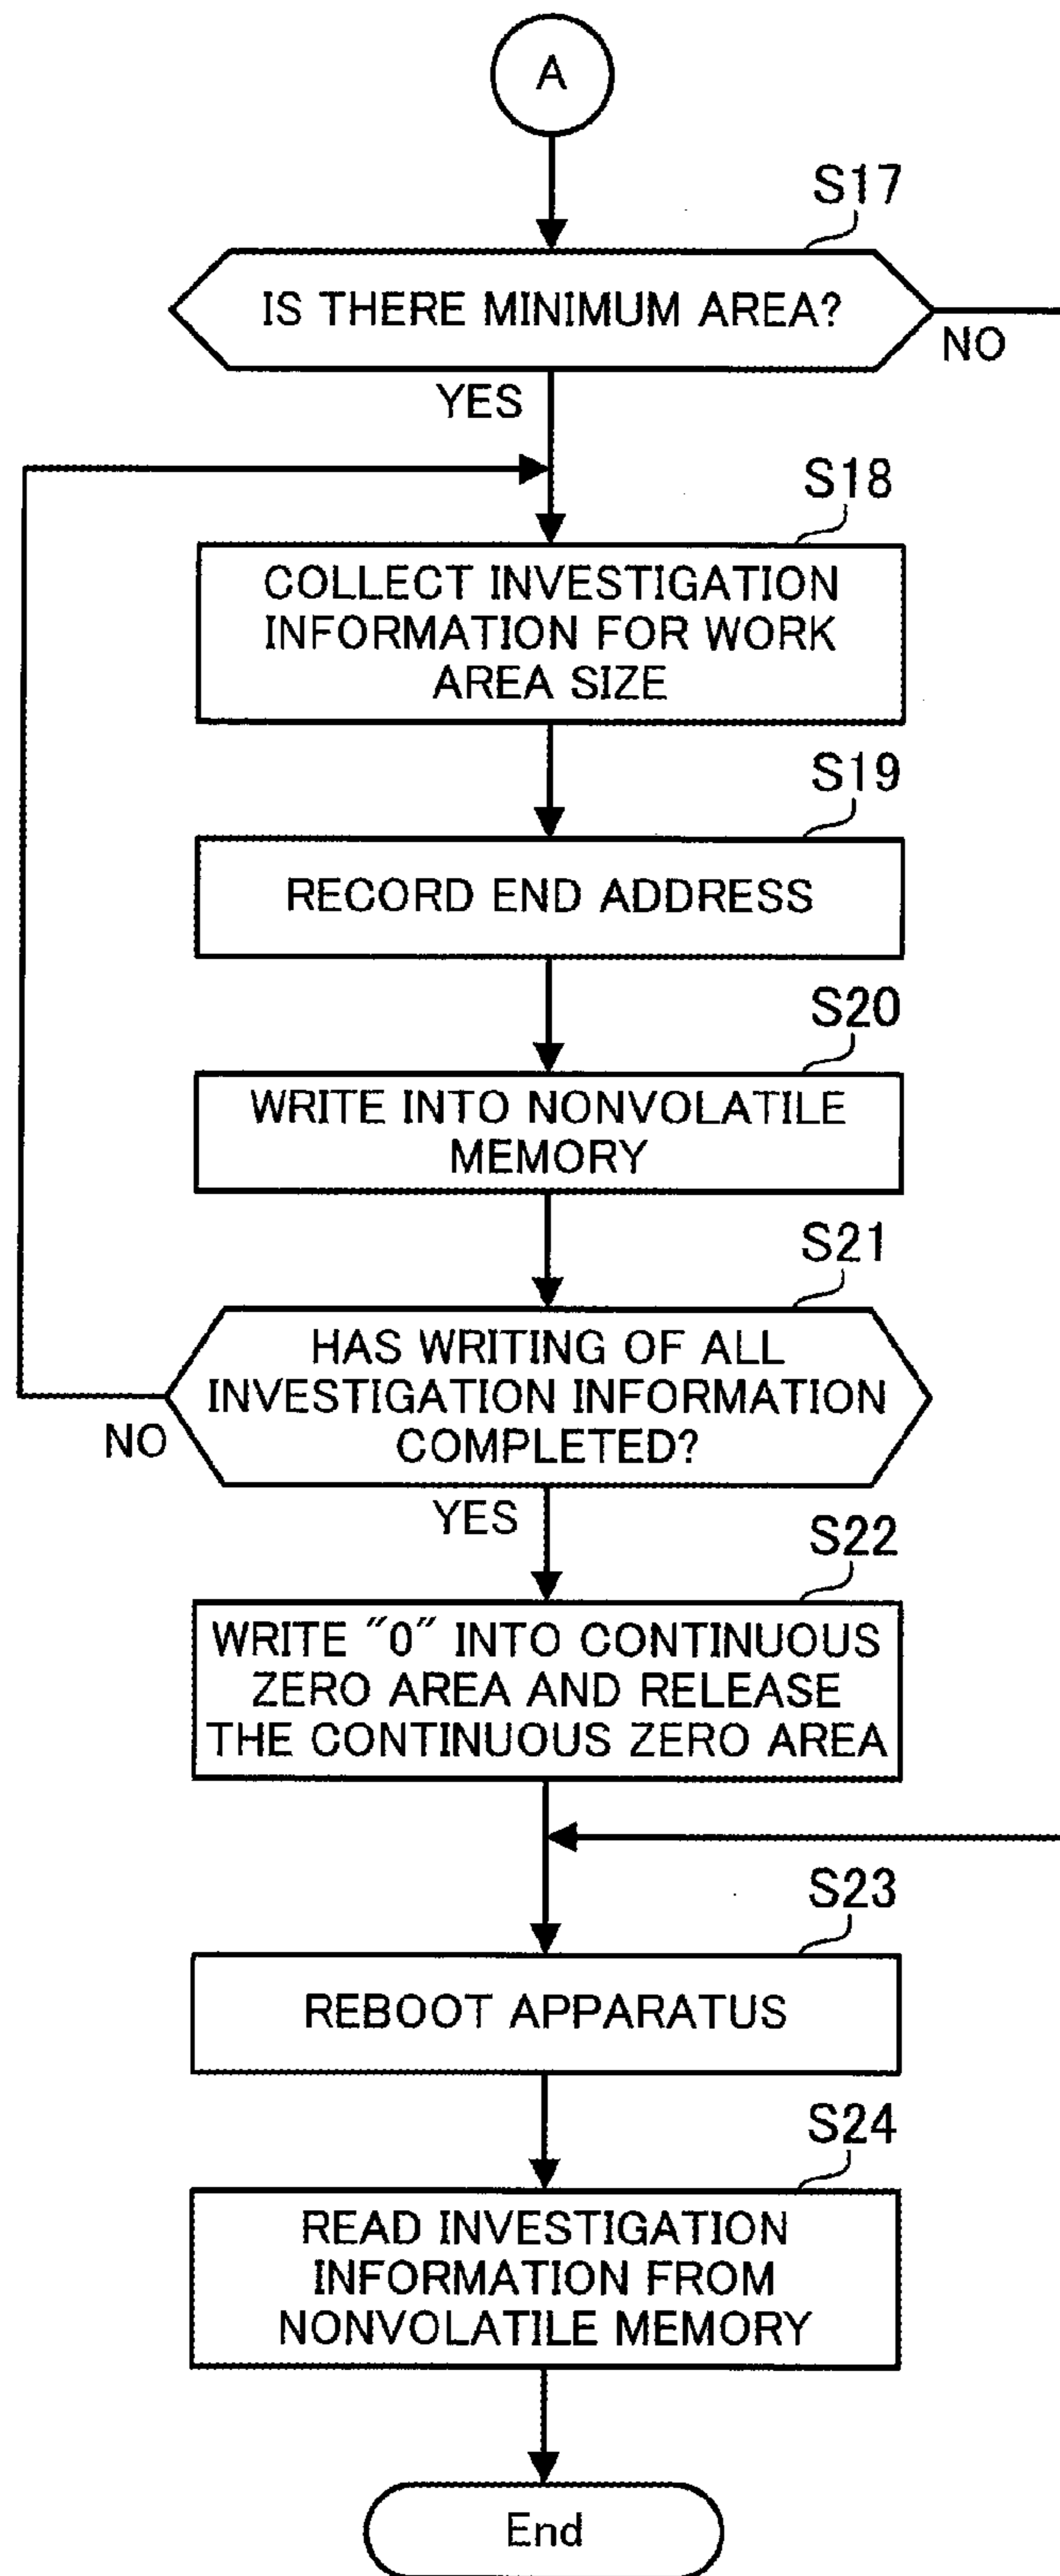 A
S17
IS THERE MINIMUM AREA?
NO
YES
S18
COLLECT INVESTIGATION
INFORMATION FOR WORK
AREA SIZE
S19
RECORD END ADDRESS
S20
WRITE INTO NONVOLATILE
MEMORY
S21
HAS WRITING OF ALL
INVESTIGATION INFORMATION
COMPLETED?
NO
YES
S22
WRITE "0" INTO CONTINUOUS
ZERO AREA AND RELEASE
THE CONTINUOUS ZERO AREA
S23
REBOOT APPARATUS
S24
READ INVESTIGATION
INFORMATION FROM
NONVOLATILE MEMORY
End